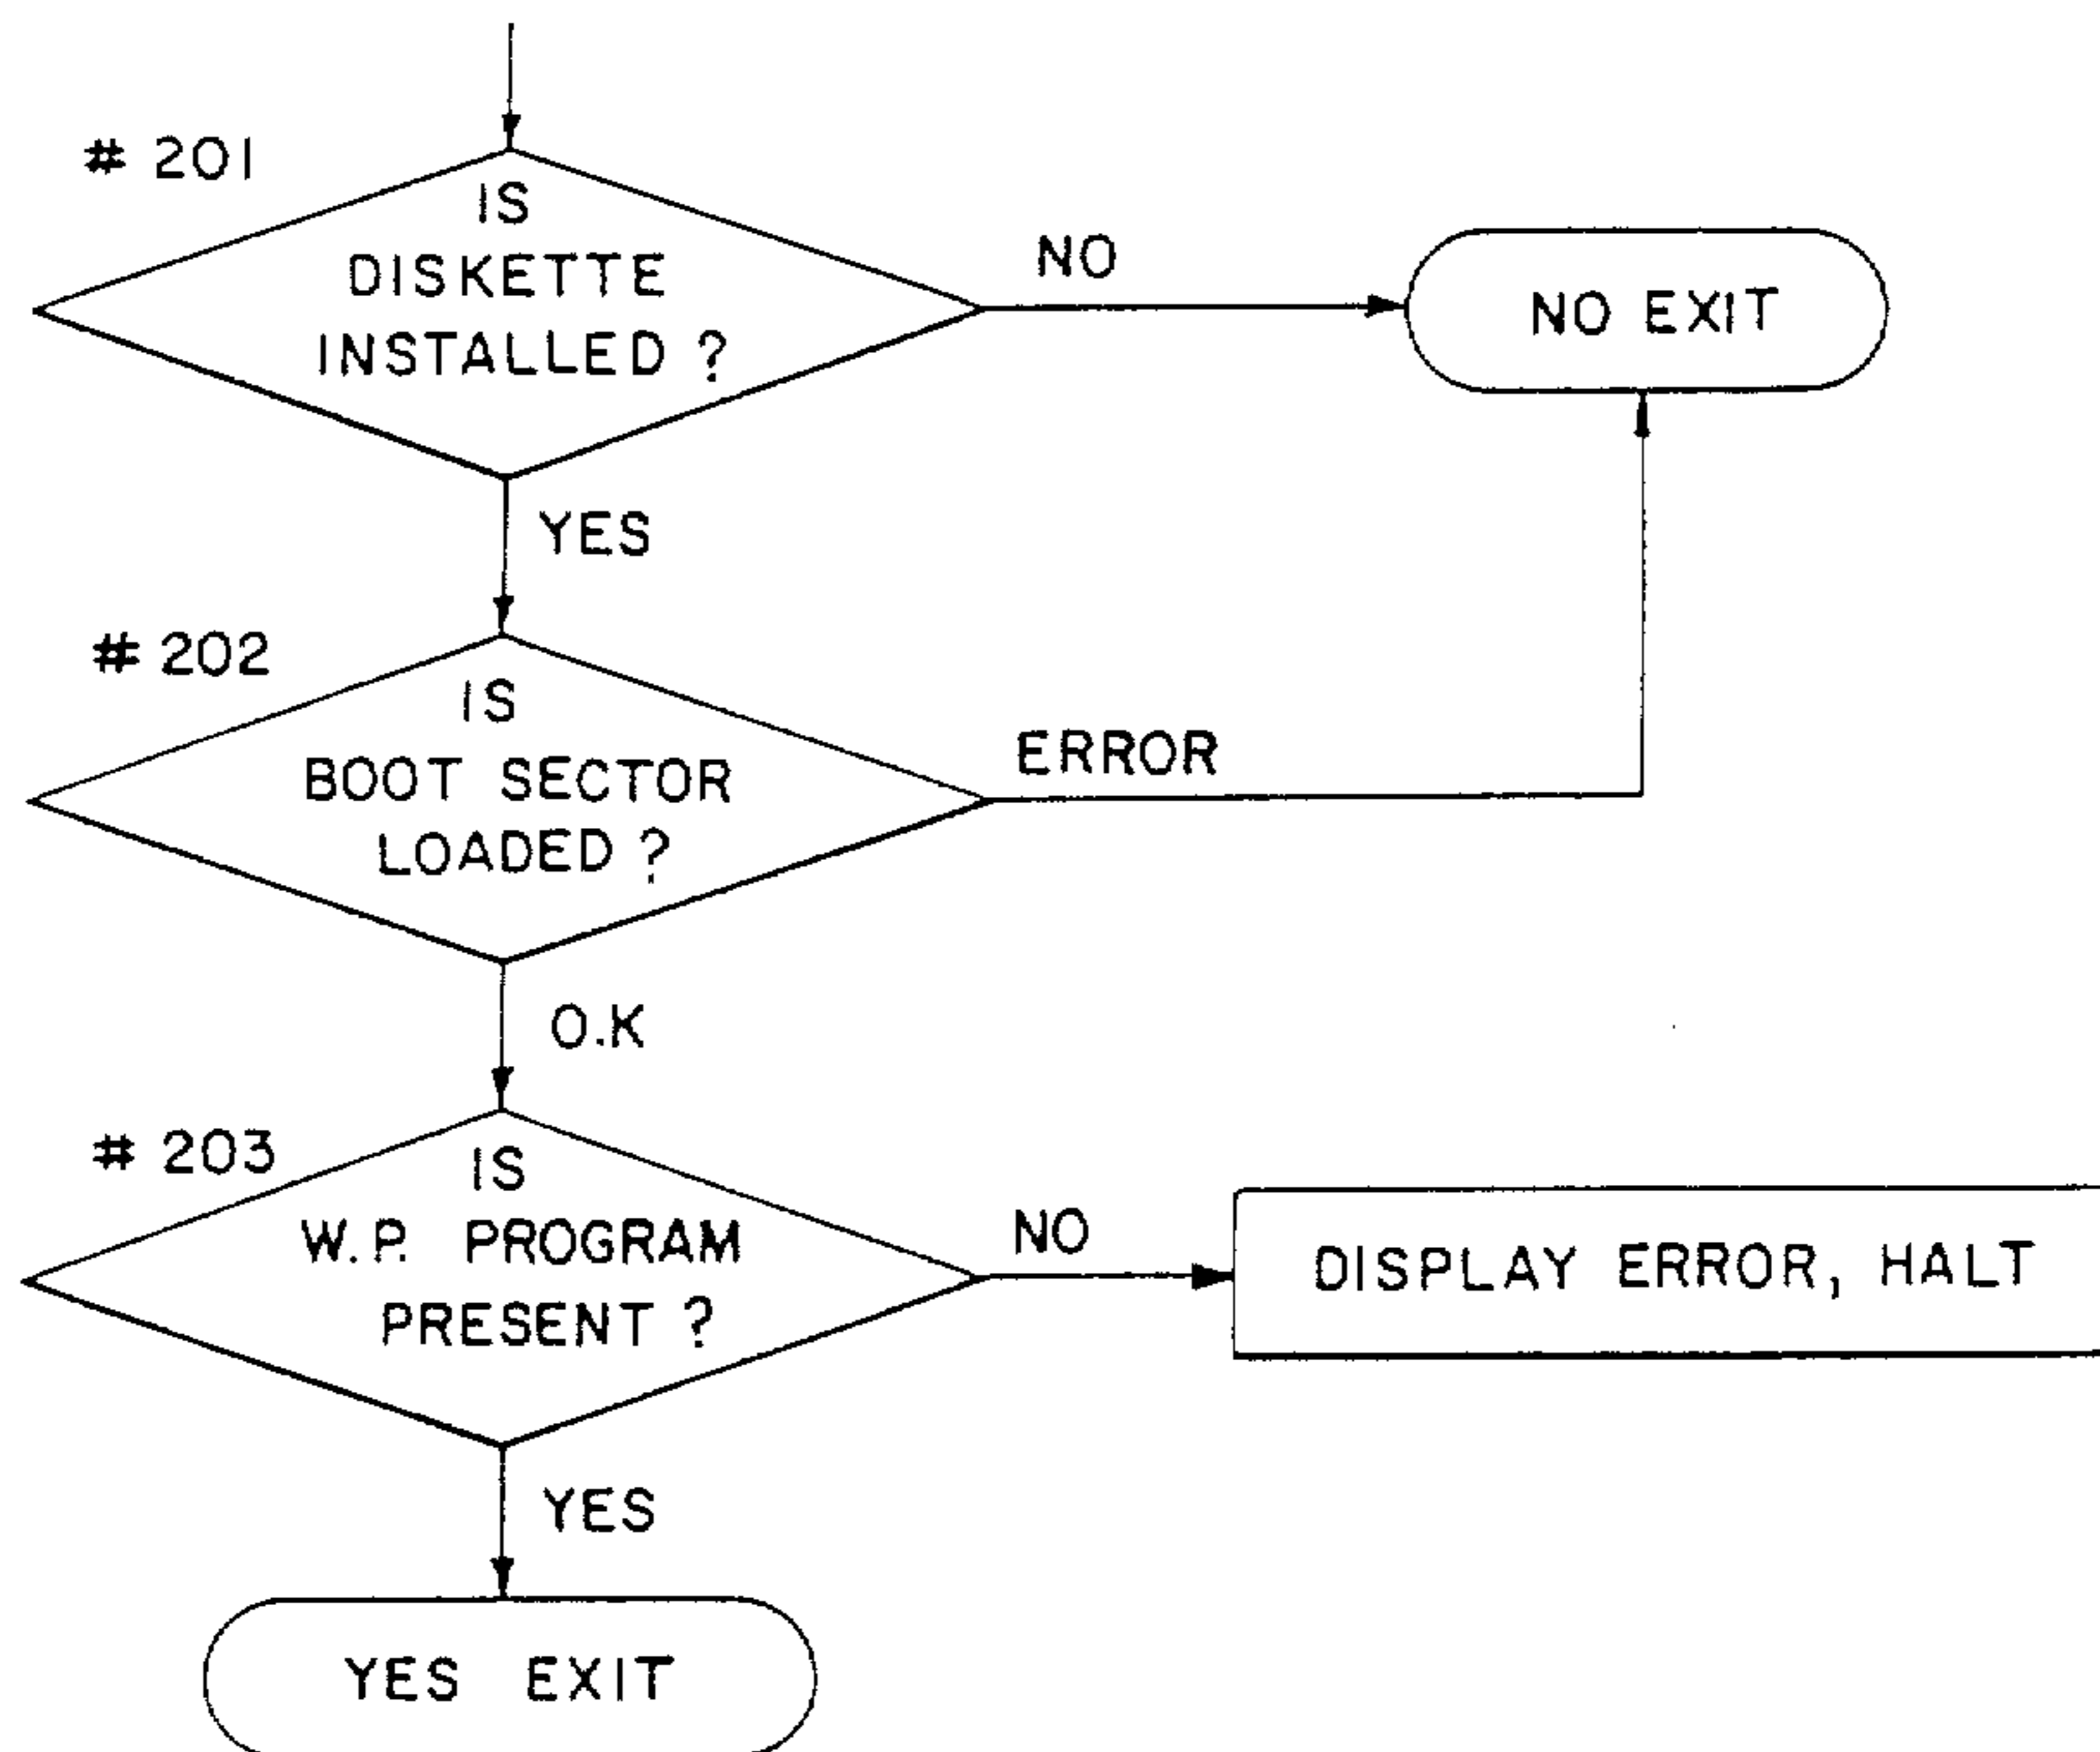 # 201
IS
DISKETTE
INSTALLED ?
NO
NO EXIT
YES
# 202
IS
BOOT SECTOR
LOADED ?
ERROR
O.K
# 203
IS
W.P. PROGRAM
PRESENT ?
NO
DISPLAY ERROR, HALT
YES
YES EXIT